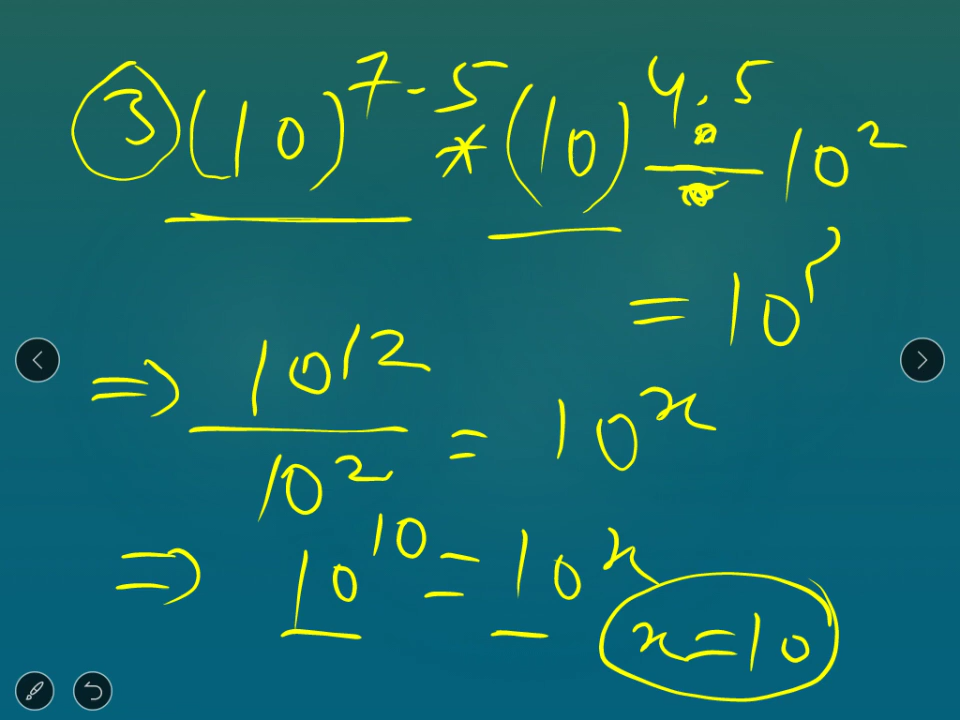 ③ (10)^7.5 * (10)^4.5 ÷ 10^2
= 10^?
⇒ 10^12 / 10^2 = 10^x
⇒ 10^10 = 10^x
x = 10